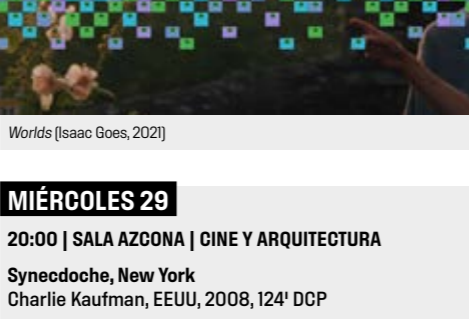 Worlds (Isaac Goes, 2021)
MIÉRCOLES 29
20:00 | SALA AZCONA | CINE Y ARQUITECTURA
Synecdoche, New York
Charlie Kaufman, EEUU, 2008, 124' DCP